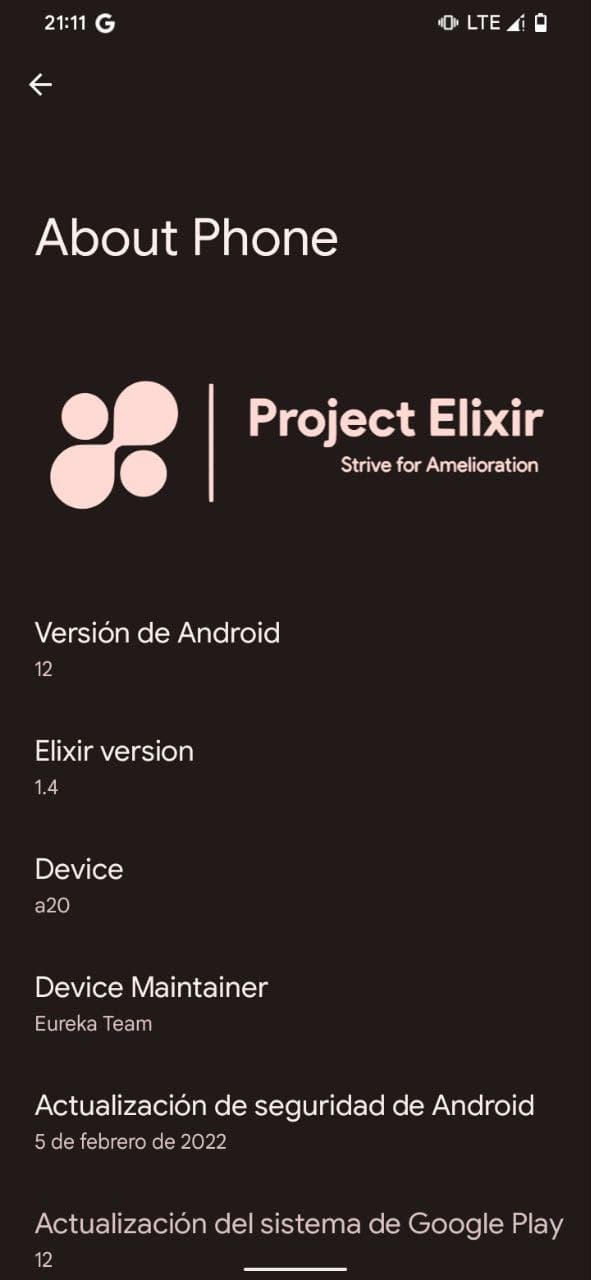 21:11 G LTE
About Phone
Project Elixir
Strive for Amelioration
Versión de Android
12
Elixir version
1.4
Device
a20
Device Maintainer
Eureka Team
Actualización de seguridad de Android
5 de febrero de 2022
Actualización del sistema de Google Play
12